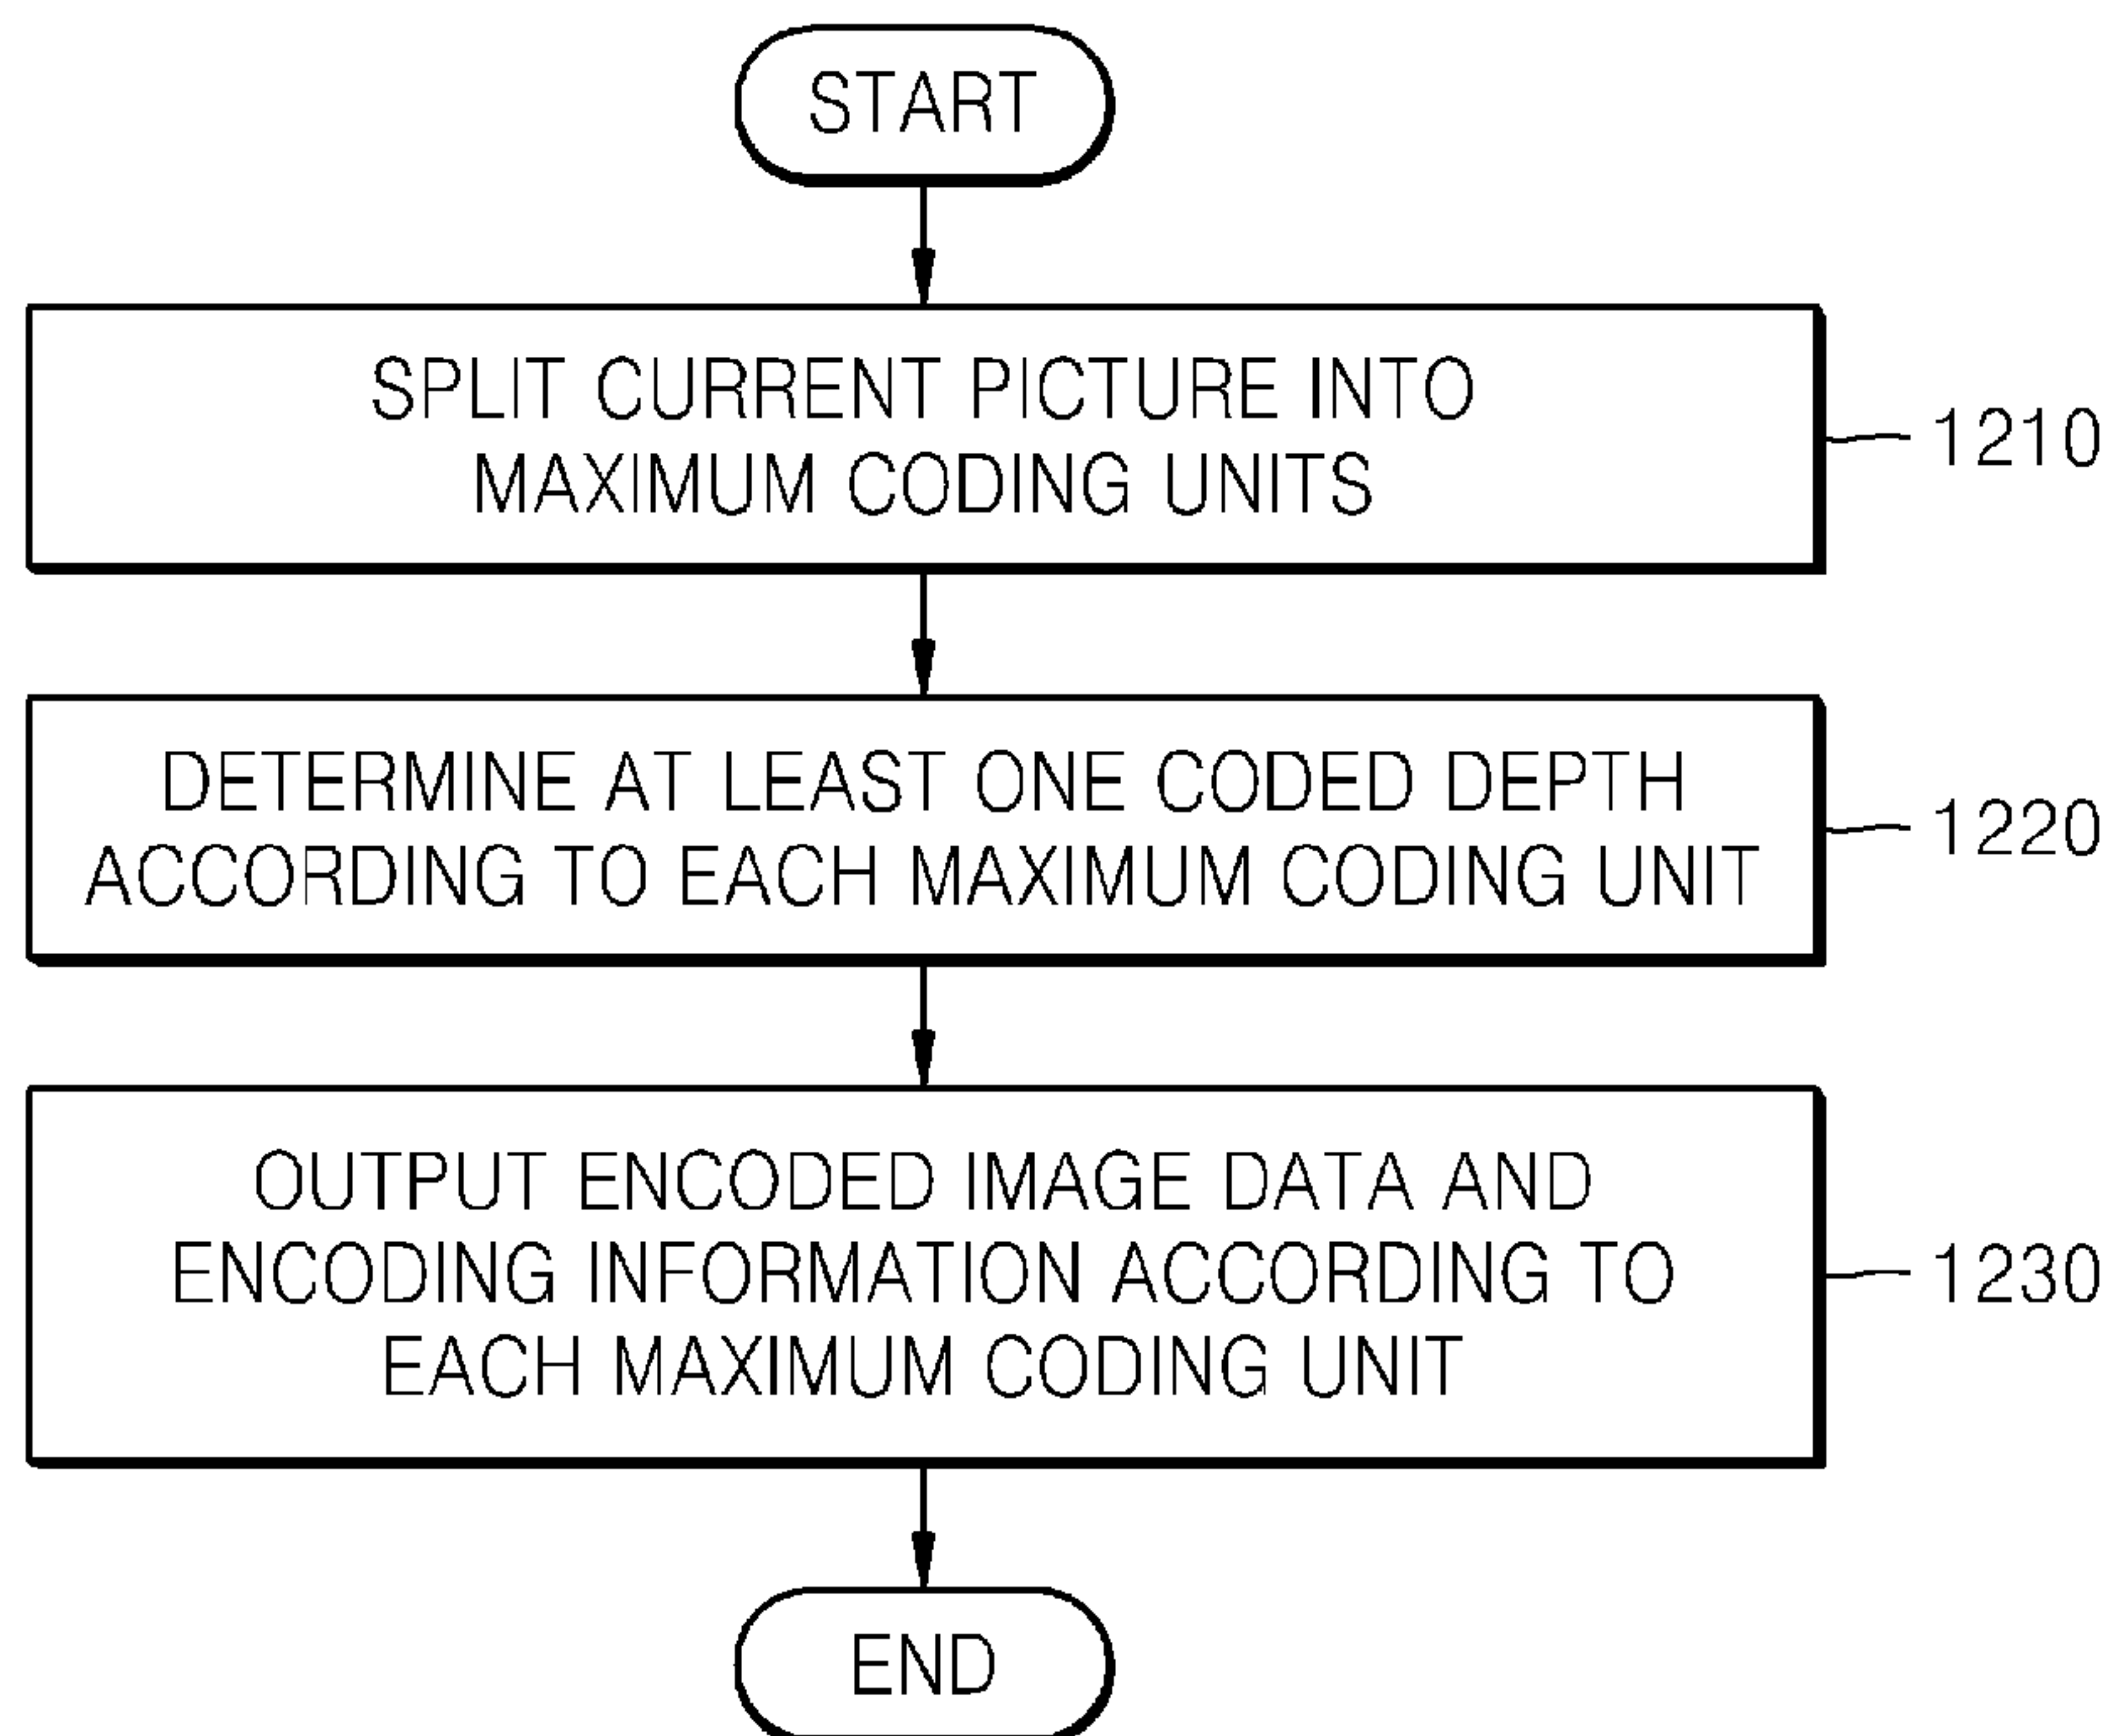 START
SPLIT CURRENT PICTURE INTO
MAXIMUM CODING UNITS
1210
DETERMINE AT LEAST ONE CODED DEPTH
ACCORDING TO EACH MAXIMUM CODING UNIT
1220
OUTPUT ENCODED IMAGE DATA AND
ENCODING INFORMATION ACCORDING TO
EACH MAXIMUM CODING UNIT
1230
END